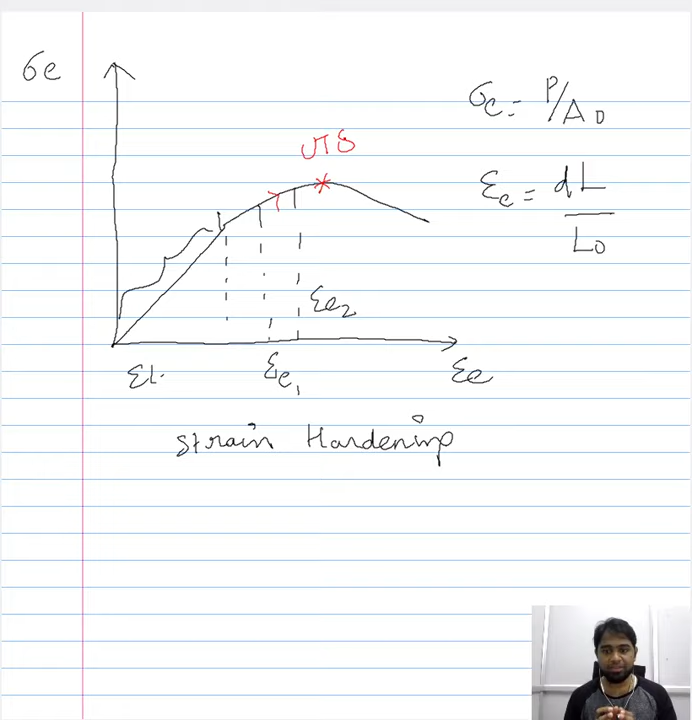 σe
σe = P/A0
UTS
εe = dL
L0
εe2
εl.
εe1
εe
Strain Hardening